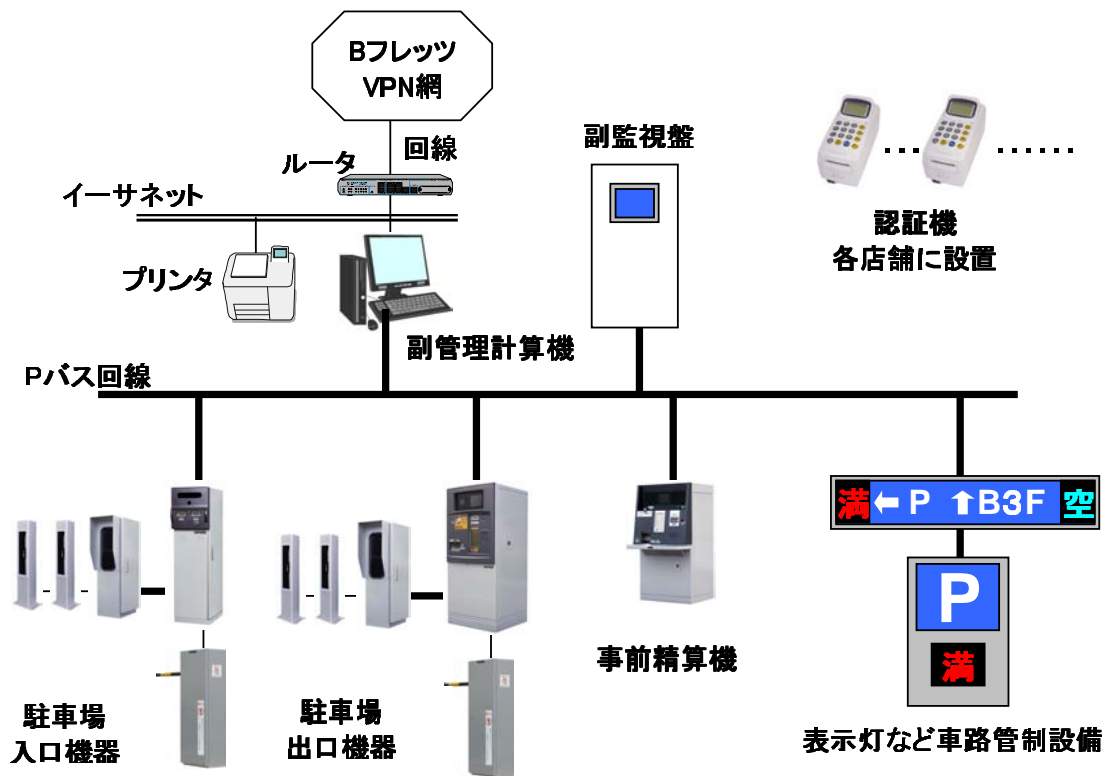 Bフレッツ
VPN網
回線
ルータ
イーサネット
プリンタ
副管理計算機
副監視盤
認証機
各店舗に設置
Pバス回線
満←P ↑B3F 空
P
満
事前精算機
駐車場
入口機器
駐車場
出口機器
表示灯など車路管制設備